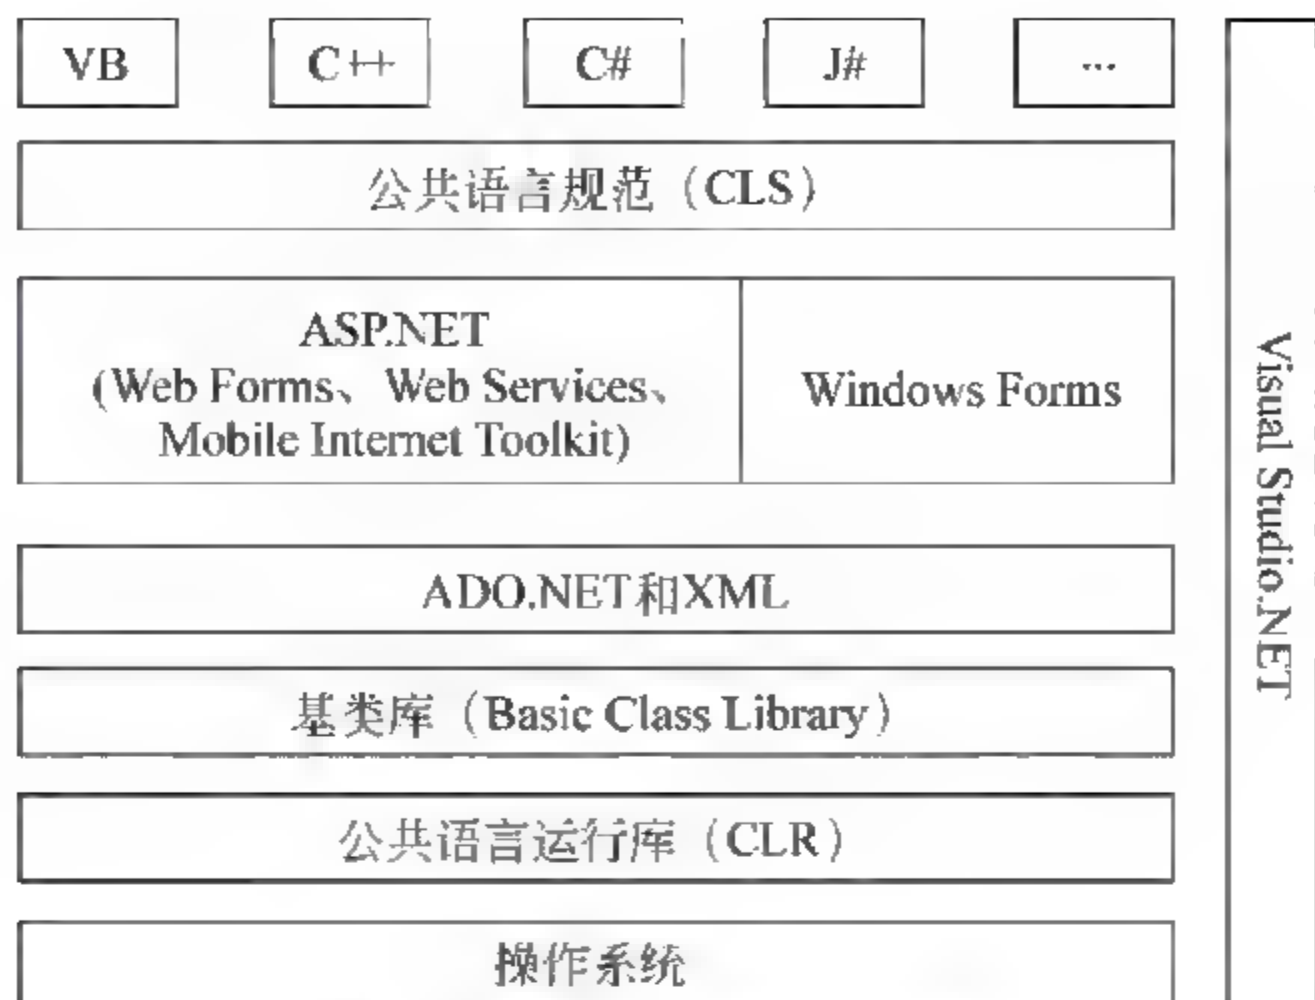 VB
C++
C#
J#
...
公共语言规范（CLS）
ASP.NET
(Web Forms、Web Services、
Mobile Internet Toolkit)
Windows Forms
ADO.NET和XML
基类库（Basic Class Library）
公共语言运行库（CLR）
操作系统
Visual Studio.NET